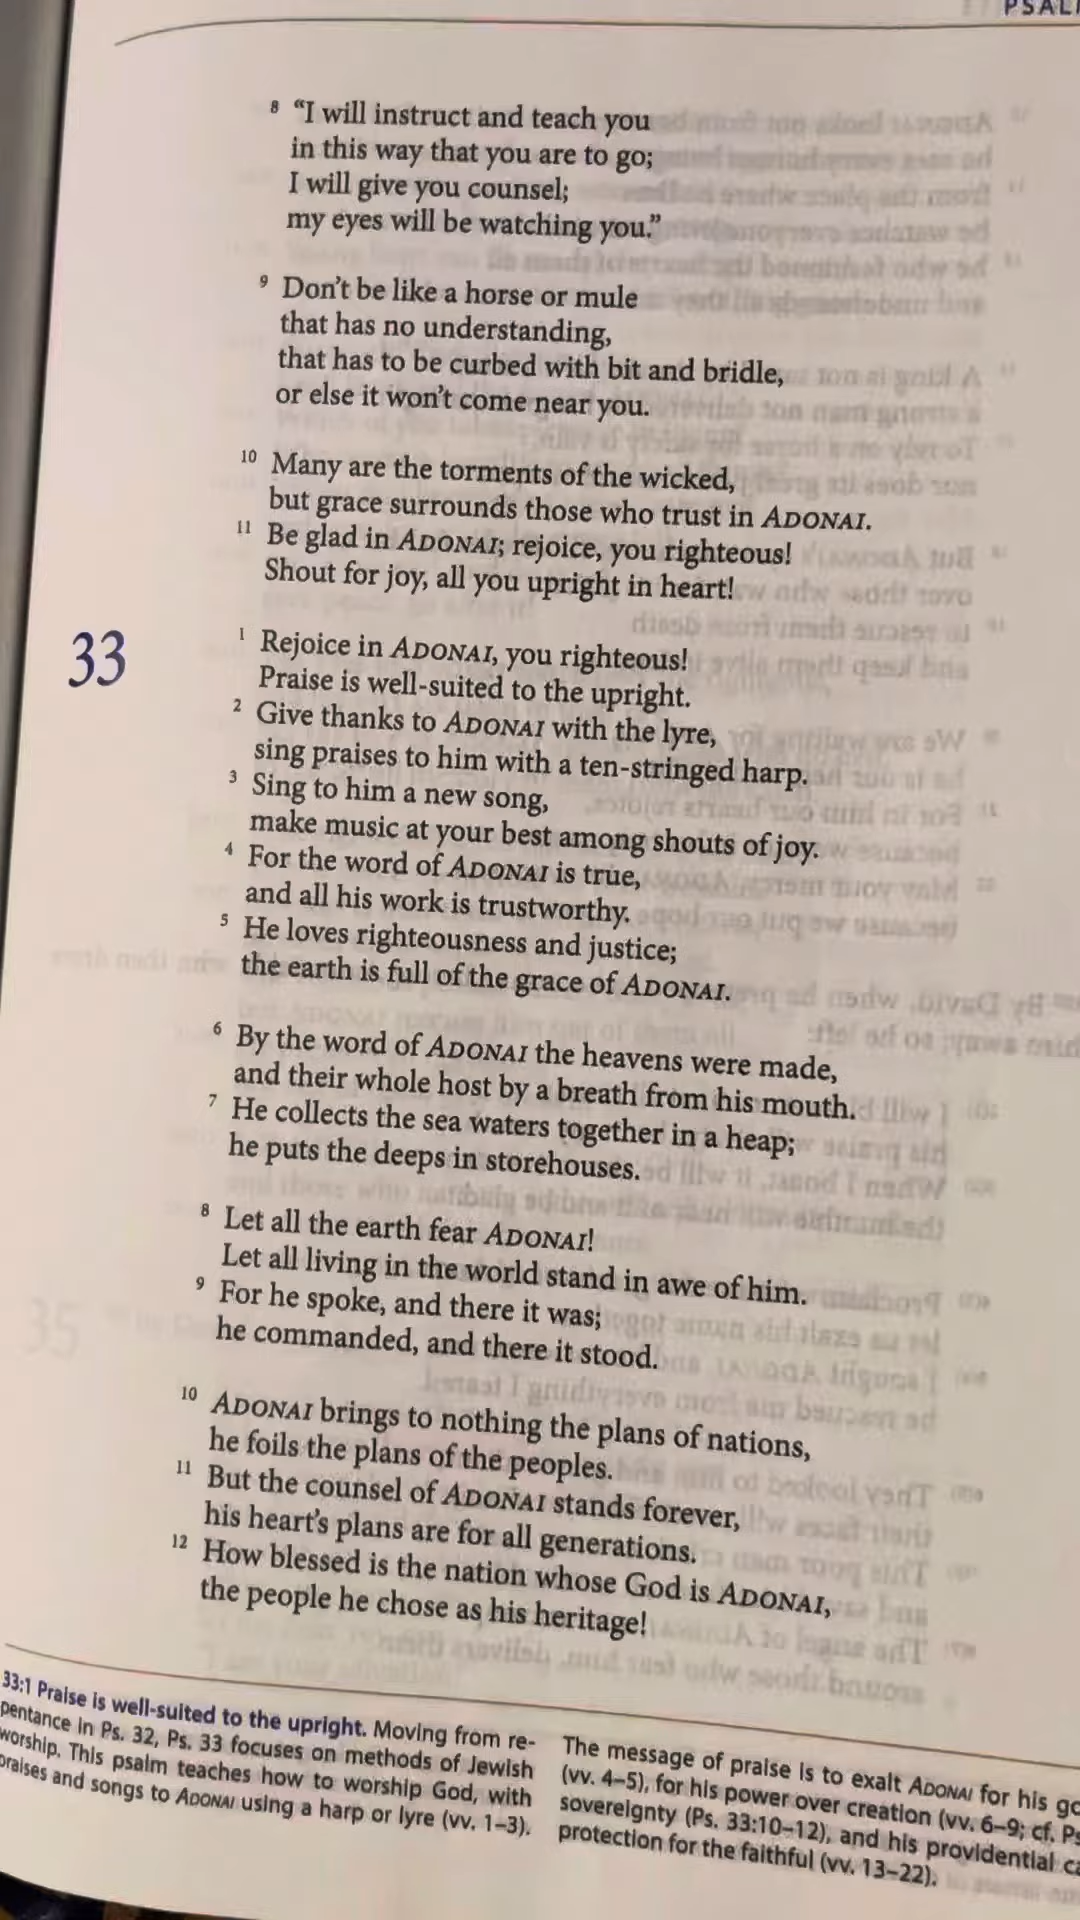 8 “I will instruct and teach you
in this way that you are to go;
I will give you counsel;
my eyes will be watching you.”
9 Don’t be like a horse or mule
that has no understanding,
that has to be curbed with bit and bridle,
or else it won’t come near you.
10 Many are the torments of the wicked,
but grace surrounds those who trust in ADONAI.
11 Be glad in ADONAI; rejoice, you righteous!
Shout for joy, all you upright in heart!
33
1 Rejoice in ADONAI, you righteous!
Praise is well-suited to the upright.
2 Give thanks to ADONAI with the lyre,
sing praises to him with a ten-stringed harp.
3 Sing to him a new song,
make music at your best among shouts of joy.
4 For the word of ADONAI is true,
and all his work is trustworthy.
5 He loves righteousness and justice;
the earth is full of the grace of ADONAI.
6 By the word of ADONAI the heavens were made,
and their whole host by a breath from his mouth.
7 He collects the sea waters together in a heap;
he puts the deeps in storehouses.
8 Let all the earth fear ADONAI!
Let all living in the world stand in awe of him.
9 For he spoke, and there it was;
he commanded, and there it stood.
10 ADONAI brings to nothing the plans of nations,
he foils the plans of the peoples.
11 But the counsel of ADONAI stands forever,
his heart’s plans are for all generations.
12 How blessed is the nation whose God is ADONAI,
the people he chose as his heritage!
33:1 Praise is well-suited to the upright. Moving from re-
pentance in Ps. 32, Ps. 33 focuses on methods of Jewish
worship. This psalm teaches how to worship God, with
praises and songs to ADONAI using a harp or lyre (vv. 1–3).
The message of praise is to exalt ADONAI for his
(vv. 4–5), for his power over creation (vv. 6–9; cf.
sovereignty (Ps. 33:10–12), and his providential
protection for the faithful (vv. 13–22).